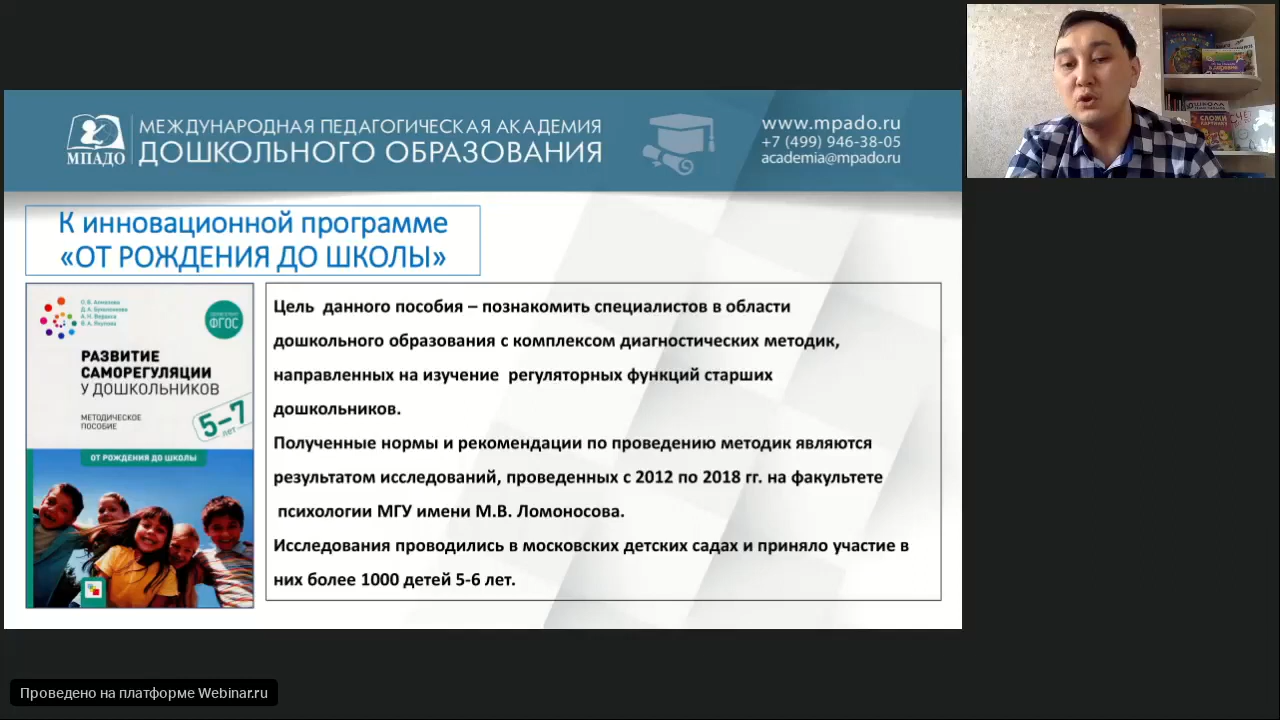 МПАДО
МЕЖДУНАРОДНАЯ ПЕДАГОГИЧЕСКАЯ АКАДЕМИЯ
ДОШКОЛЬНОГО ОБРАЗОВАНИЯ
www.mpado.ru
+7 (499) 946-38-05
academia@mpado.ru
К инновационной программе
«ОТ РОЖДЕНИЯ ДО ШКОЛЫ»
ФГОС
РАЗВИТИЕ
САМОРЕГУЛЯЦИИ
У ДОШКОЛЬНИКОВ
МЕТОДИЧЕСКОЕ
ПОСОБИЕ
5–7
лет
ОТ РОЖДЕНИЯ ДО ШКОЛЫ
Цель данного пособия – познакомить специалистов в области
дошкольного образования с комплексом диагностических методик,
направленных на изучение регуляторных функций старших
дошкольников.
Полученные нормы и рекомендации по проведению методик являются
результатом исследований, проведенных с 2012 по 2018 гг. на факультете
психологии МГУ имени М.В. Ломоносова.
Исследования проводились в московских детских садах и приняло участие в
них более 1000 детей 5-6 лет.
ШКОЛА
СЛОЖИ
Проведено на платформе Webinar.ru